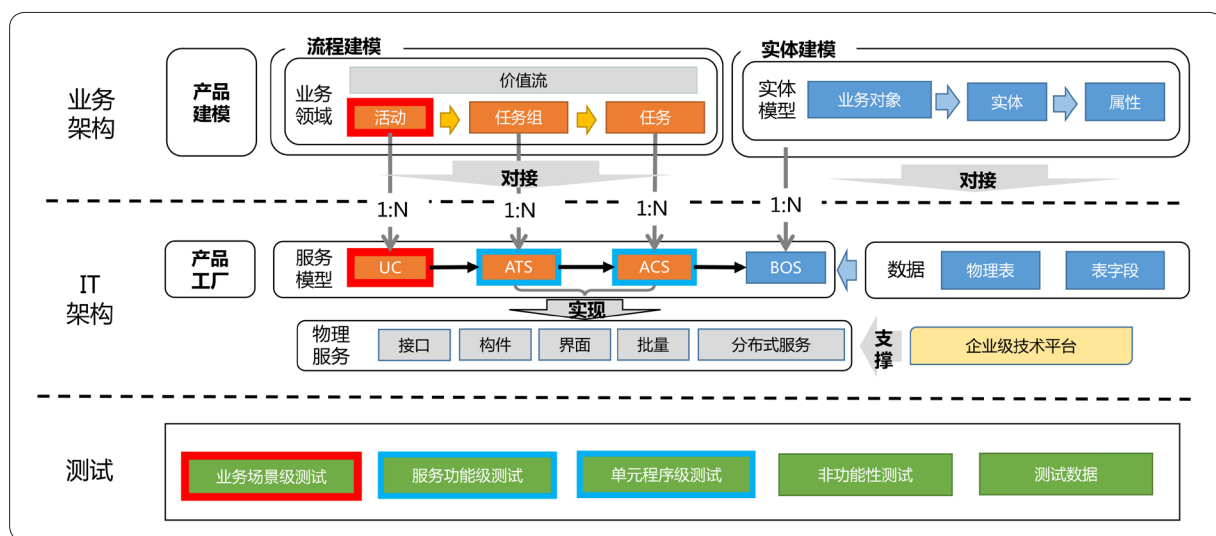 流程建模
实体建模
业务
架构
产品
建模
业务
领域
价值流
活动
任务组
任务
实体
模型
业务对象
实体
属性
对接
对接
1:N
1:N
1:N
1:N
IT
架构
产品
工厂
服务
模型
UC
ATS
ACS
BOS
数据
物理表
表字段
实现
物理
服务
接口
构件
界面
批量
分布式服务
支
撑
企业级技术平台
测试
业务场景级测试
服务功能级测试
单元程序级测试
非功能性测试
测试数据